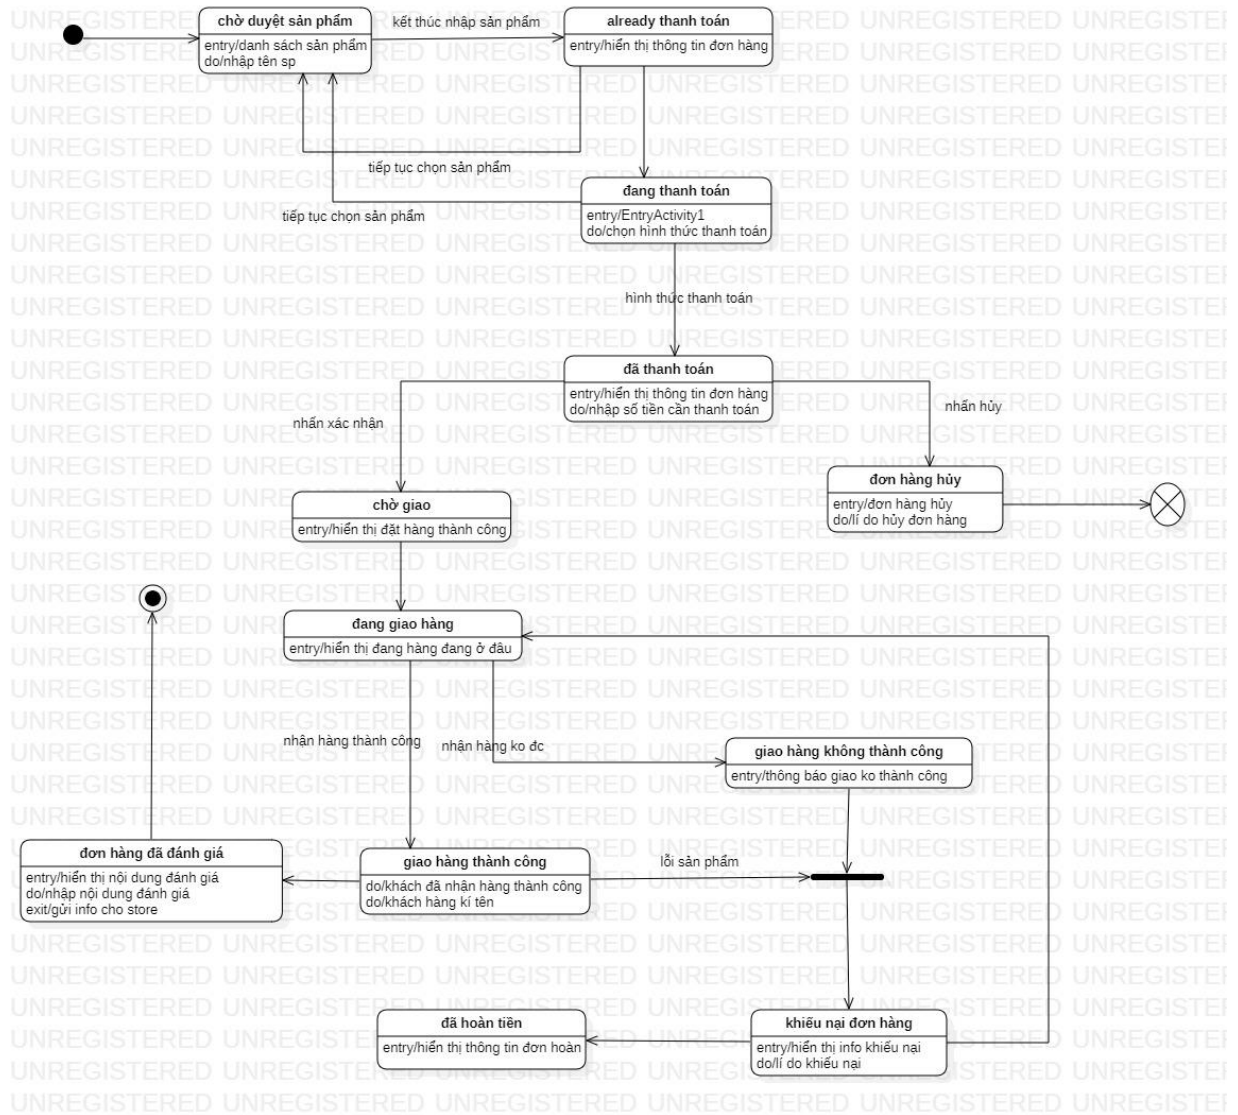 chờ duyệt sản phẩm
entry/danh sách sản phẩm
do/nhập tên sp
kết thúc nhập sản phẩm
already thanh toán
entry/hiển thị thông tin đơn hàng
tiếp tục chọn sản phẩm
tiếp tục chọn sản phẩm
đang thanh toán
entry/EntryActivity1
do/chọn hình thức thanh toán
hình thức thanh toán
đã thanh toán
entry/hiển thị thông tin đơn hàng
do/nhập số tiền cần thanh toán
nhấn xác nhận
nhấn hủy
đơn hàng hủy
entry/đơn hàng hủy
do/lí do hủy đơn hàng
chờ giao
entry/hiển thị đặt hàng thành công
đang giao hàng
entry/hiển thị đang hàng đang ở đâu
nhận hàng thành công
nhận hàng ko đc
giao hàng không thành công
entry/thông báo giao ko thành công
đơn hàng đã đánh giá
entry/hiển thị nội dung đánh giá
do/nhập nội dung đánh giá
exit/gửi info cho store
giao hàng thành công
do/khách đã nhận hàng thành công
do/khách hàng kí tên
lỗi sản phẩm
đã hoàn tiền
entry/hiển thị thông tin đơn hoàn
khiếu nại đơn hàng
entry/hiển thị info khiếu nại
do/lí do khiếu nại
UNREGISTERED